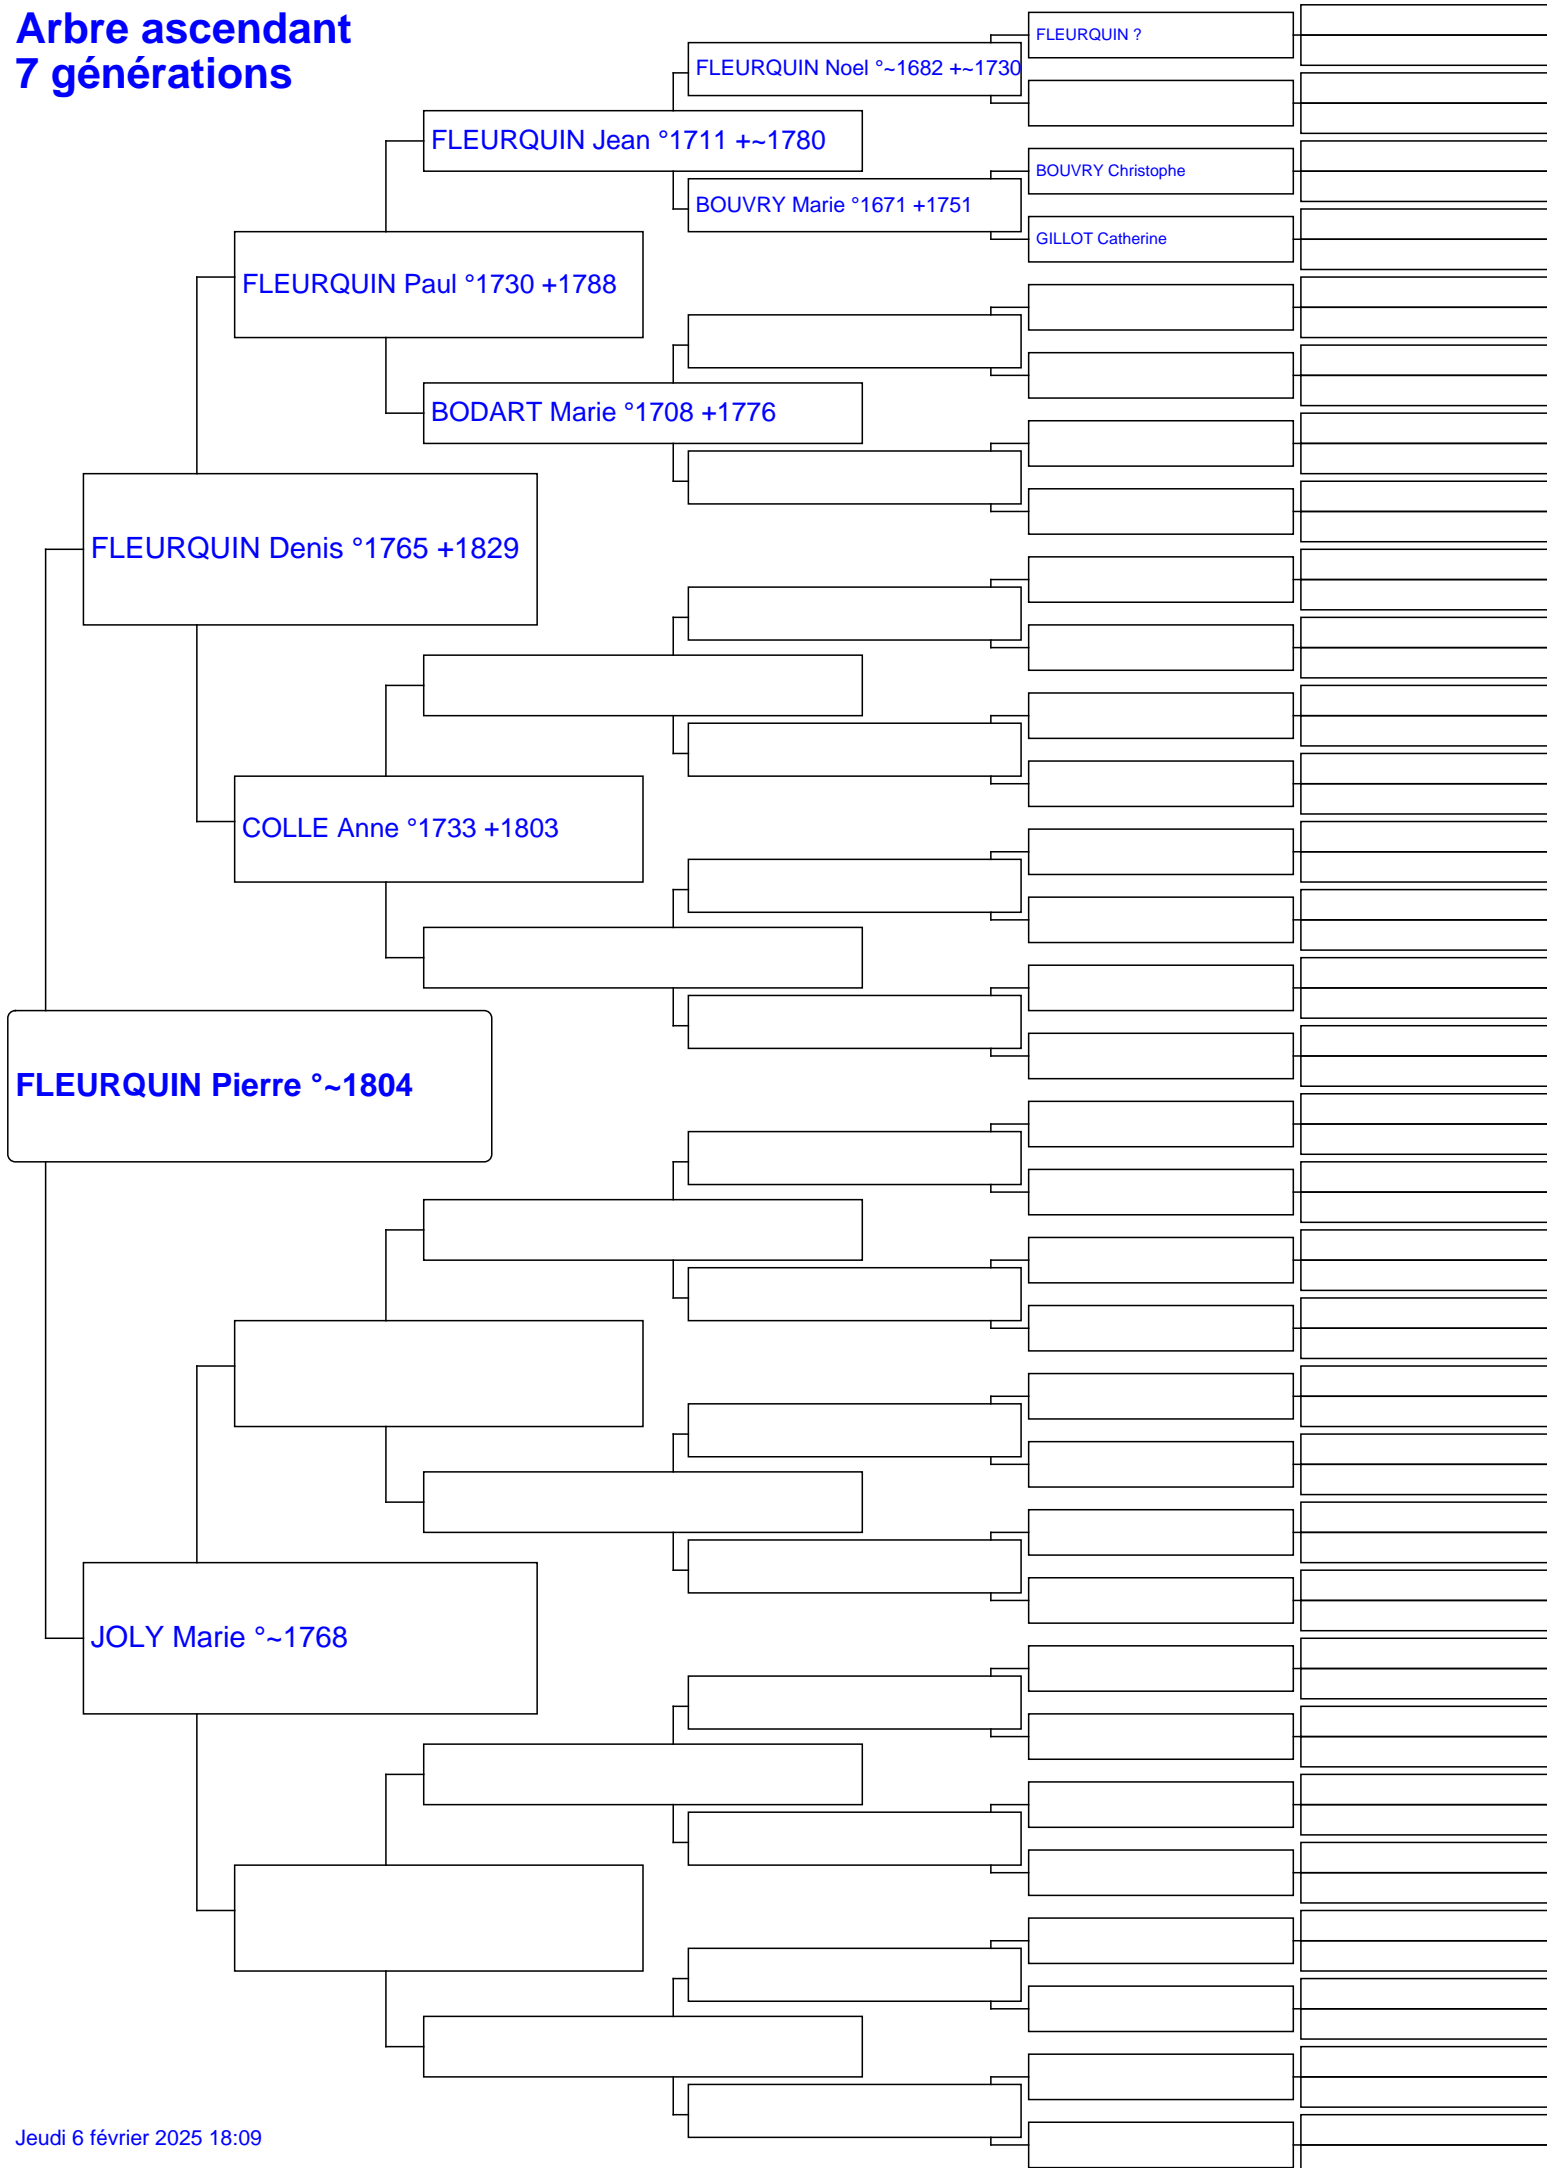 Arbre ascendant
7 générations
FLEURQUIN ?
FLEURQUIN Noel °~1682 +~1730
FLEURQUIN Jean °1711 +~1780
BOUVRY Christophe
BOUVRY Marie °1671 +1751
GILLOT Catherine
FLEURQUIN Paul °1730 +1788
BODART Marie °1708 +1776
FLEURQUIN Denis °1765 +1829
COLLE Anne °1733 +1803
FLEURQUIN Pierre °~1804
JOLY Marie °~1768
Jeudi 6 février 2025 18:09